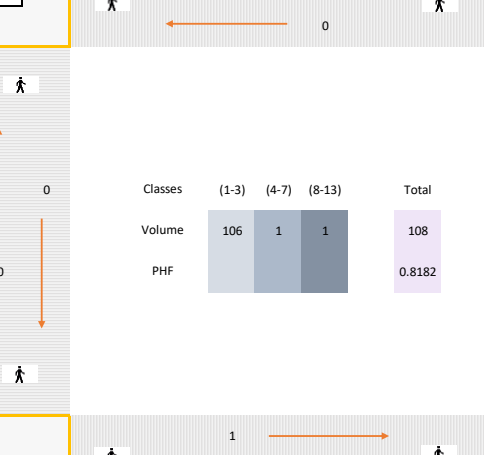 0
0
Classes (1-3) (4-7) (8-13) Total
Volume 106 1 1 108
PHF 0.8182
1